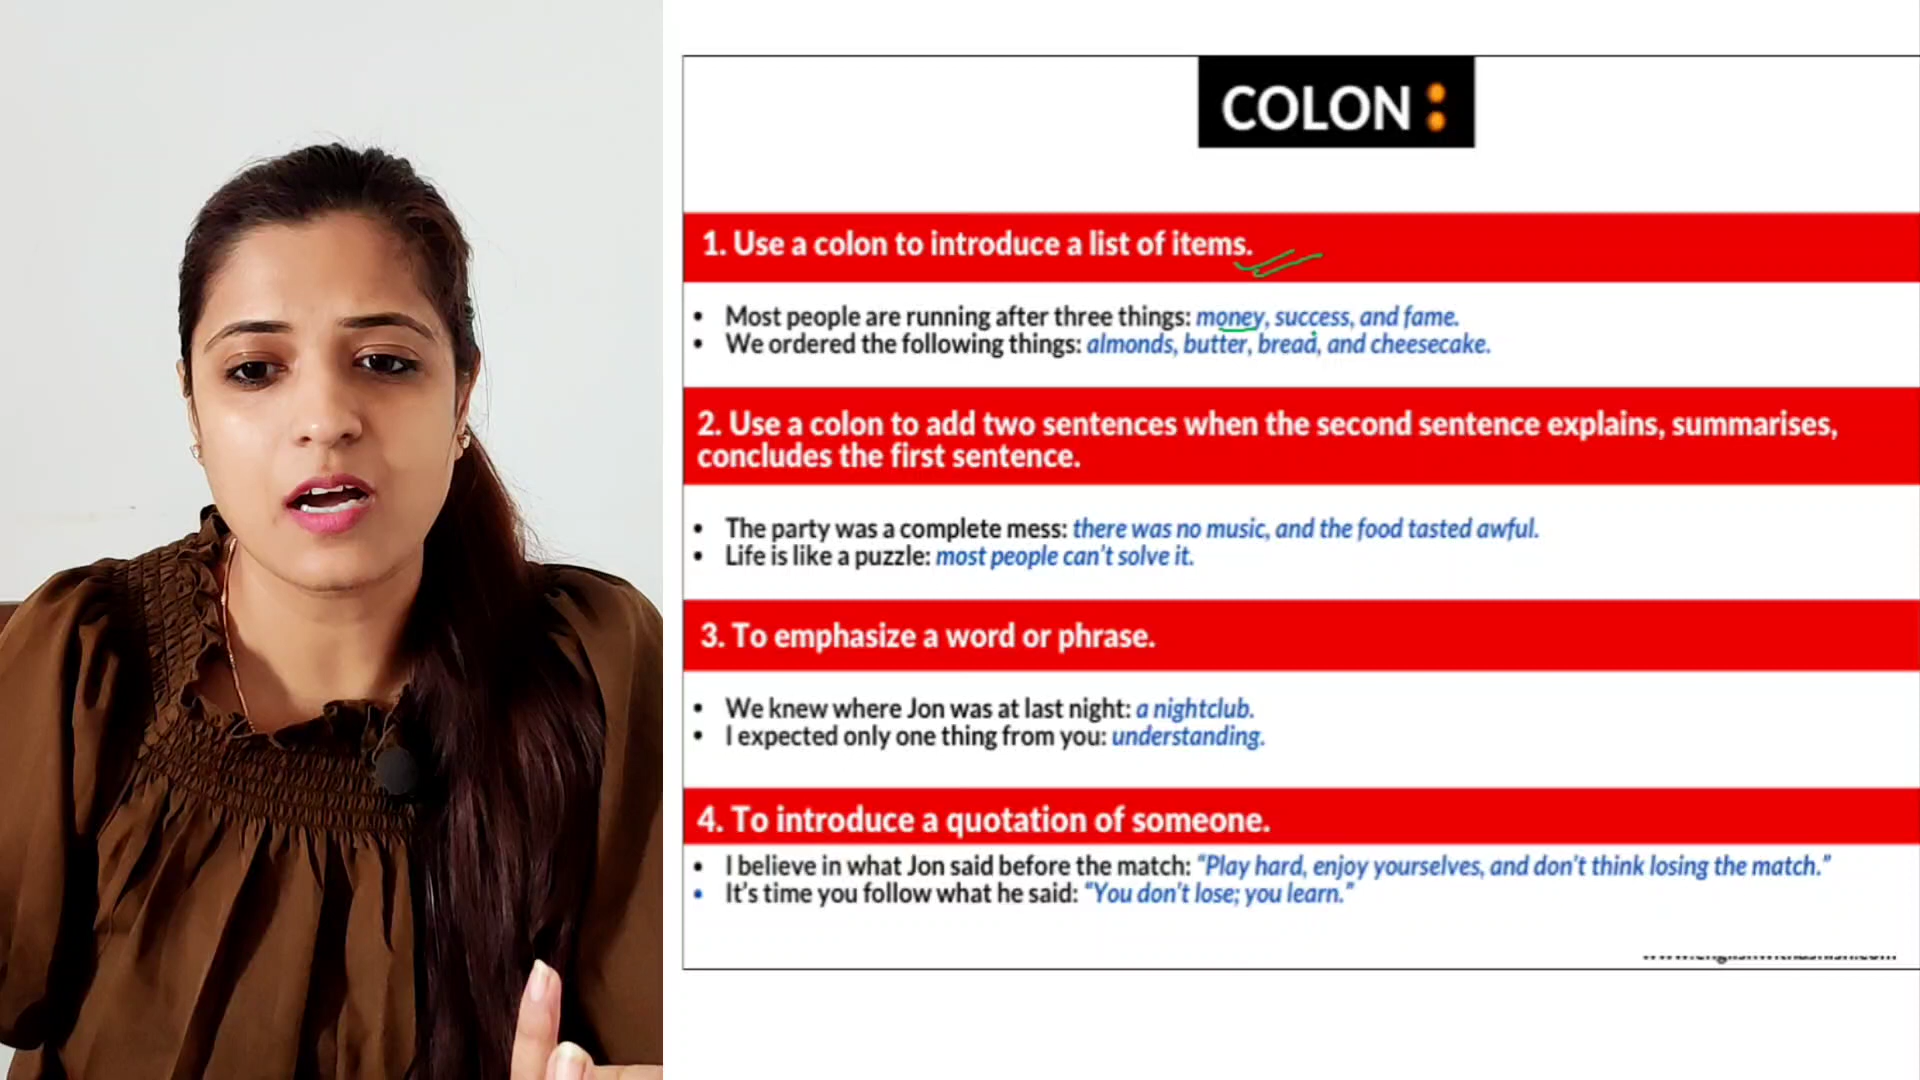 COLON :
1. Use a colon to introduce a list of items.
• Most people are running after three things: money, success, and fame.
• We ordered the following things: almonds, butter, bread, and cheesecake.
2. Use a colon to add two sentences when the second sentence explains, summarises,
concludes the first sentence.
• The party was a complete mess: there was no music, and the food tasted awful.
• Life is like a puzzle: most people can't solve it.
3. To emphasize a word or phrase.
• We knew where Jon was at last night: a nightclub.
• I expected only one thing from you: understanding.
4. To introduce a quotation of someone.
• I believe in what Jon said before the match: “Play hard, enjoy yourselves, and don’t think losing the match.”
• It’s time you follow what he said: “You don’t lose; you learn.”